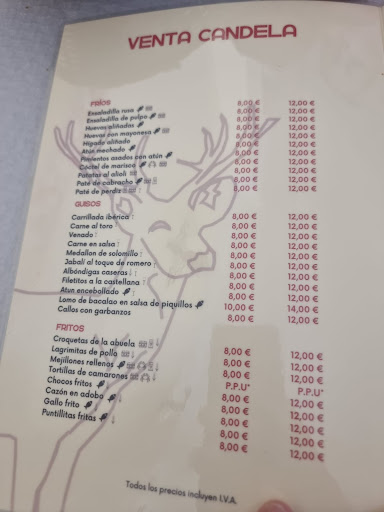 VENTA CANDELA
FRÍOS
Ensaladilla rosa 8,00 € 12,00 €
Ensaladilla de pulpo 8,00 € 12,00 €
Huevos aliñados 8,00 € 12,00 €
Huevos con mayonesa 8,00 € 12,00 €
Higado aliñado 8,00 € 12,00 €
Atun mechado 8,00 € 12,00 €
Pimientos asados con atún 8,00 € 12,00 €
Coctel de marisco 8,00 € 12,00 €
Patatas al alioli 8,00 € 12,00 €
Paté de cabracho 8,00 € 12,00 €
Paté de perdiz 8,00 € 12,00 €
GUISOS
Carrillada ibérica 8,00 € 12,00 €
Carne al toro 8,00 € 12,00 €
Venado 8,00 € 12,00 €
Carne en salsa 8,00 € 12,00 €
Medallon de solomillo 8,00 € 12,00 €
Jabali al toque de romero 8,00 € 12,00 €
Albóndigas caseras 8,00 € 12,00 €
Filetitos a la castellana 8,00 € 12,00 €
Atun encebollado 8,00 € 12,00 €
Lomo de bacalao en salsa de piquillos 10,00 € 14,00 €
Callos con garbanzos 8,00 € 12,00 €
FRITOS
Croquetas de la abuela 8,00 € 12,00 €
Lagrimitas de pollo 8,00 € 12,00 €
Mejillones rellenos 8,00 € 12,00 €
Tortillas de camarones P.P.U* P.P.U*
Chocos fritos 8,00 € 12,00 €
Cazón en adobo 8,00 € 12,00 €
Gallo frito 8,00 € 12,00 €
Puntillitas fritas 8,00 € 12,00 €
Todos los precios incluyen I.V.A.